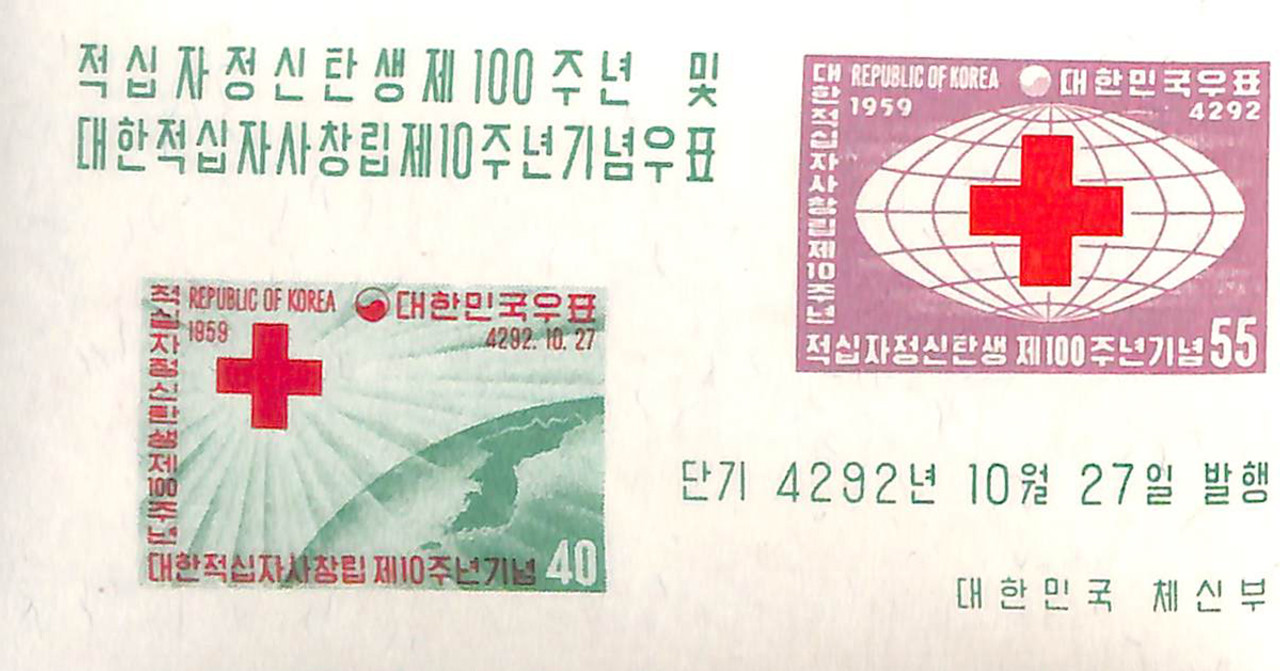 적십자정신탄생제100주년 및
대한적십자사창립제10주년기념우표
대한적십자사창립제10주년
REPUBLIC OF KOREA 대한민국우표
1959 4292
적십자정신탄생 제100주년기념 55
적십자정신탄생제100주년
REPUBLIC OF KOREA 대한민국우표
1959 4292. 10. 27
대한적십자사창립 제10주년기념 40
단기 4292년 10월 27일 발행
대한민국 체신부